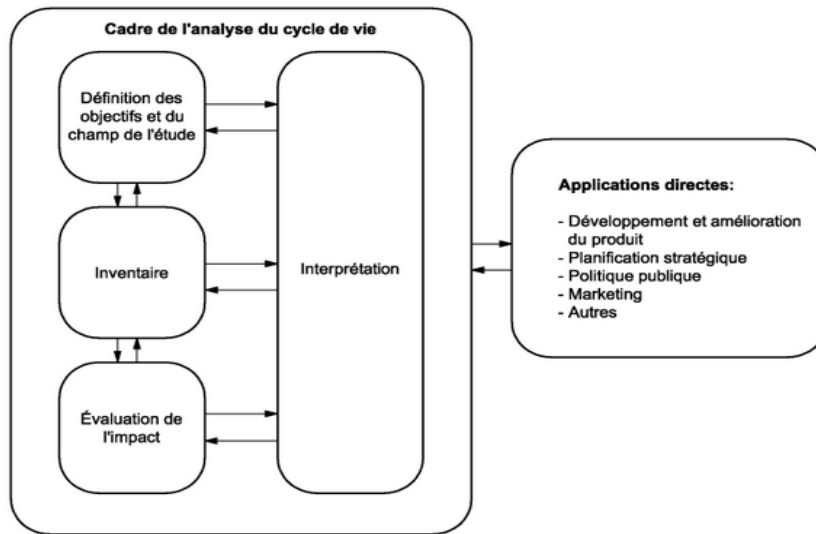 Cadre de l'analyse du cycle de vie
Définition des
objectifs et du
champ de l'étude
Inventaire
Évaluation de
l'impact
Interprétation
Applications directes:
- Développement et amélioration
du produit
- Planification stratégique
- Politique publique
- Marketing
- Autres